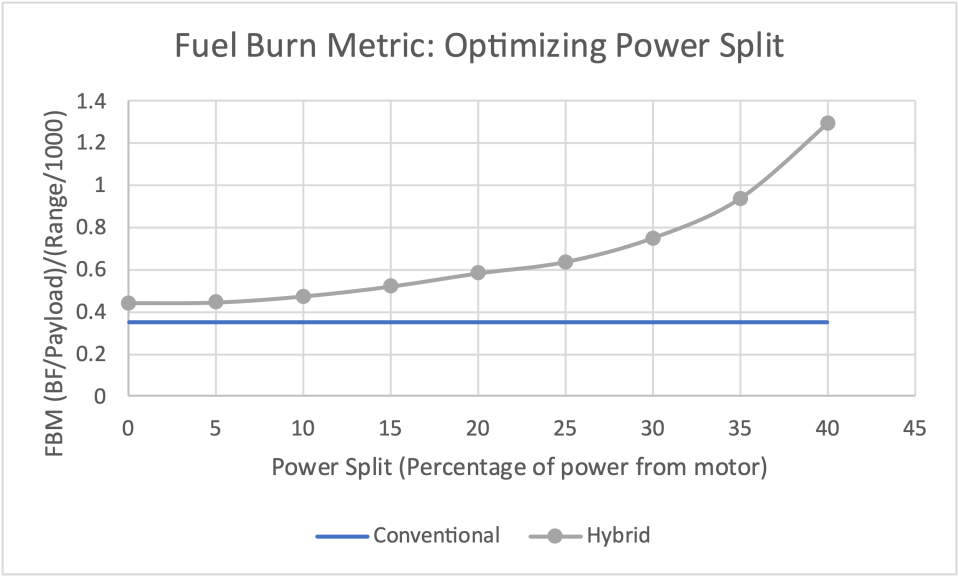 Fuel Burn Metric: Optimizing Power Split
FBM (BF/Payload)/(Range/1000)
1.4
1.2
1
0.8
0.6
0.4
0.2
0
0 5 10 15 20 25 30 35 40 45
Power Split (Percentage of power from motor)
Conventional Hybrid